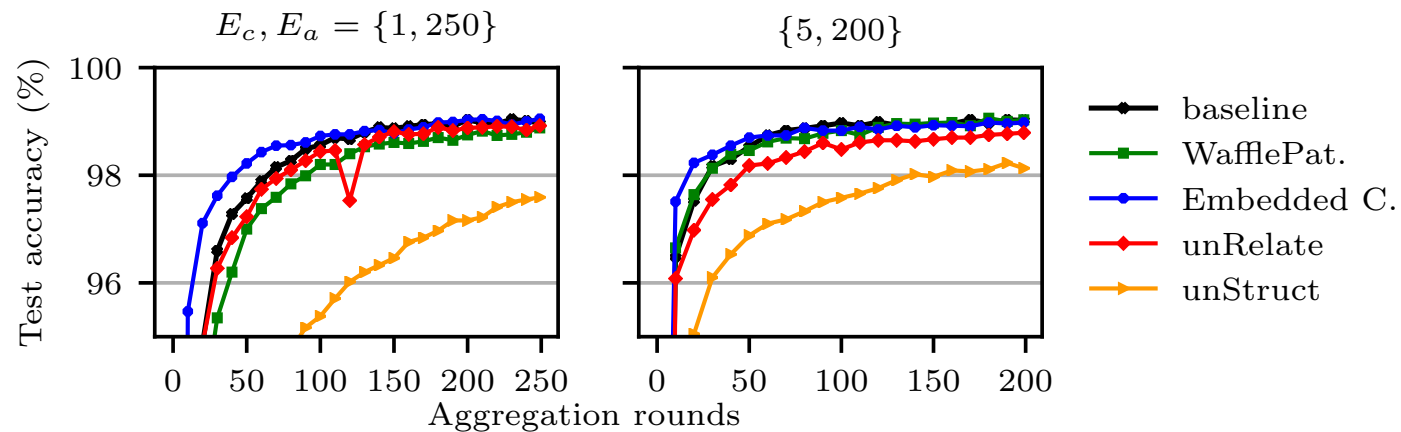 E_c, E_a = {1, 250}
{5, 200}
Test accuracy (%)
100
98
96
0 50 100 150 200 250
0 50 100 150 200
Aggregation rounds
baseline
WafflePat.
Embedded C.
unRelate
unStruct